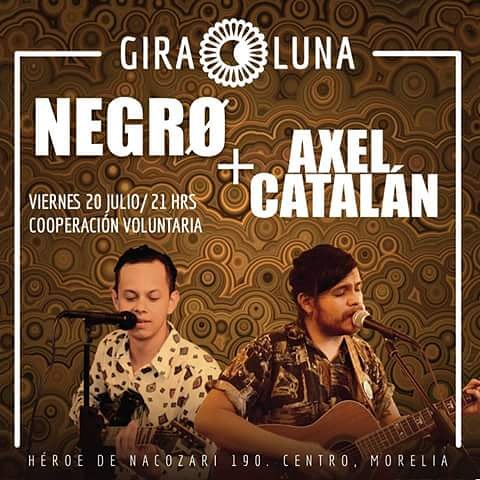 GIRA LUNA
NEGRØ
+
AXEL
CATALÁN
VIERNES 20 JULIO/ 21 HRS
COOPERACIÓN VOLUNTARIA
HÉROE DE NACOZARI 190. CENTRO, MORELIA